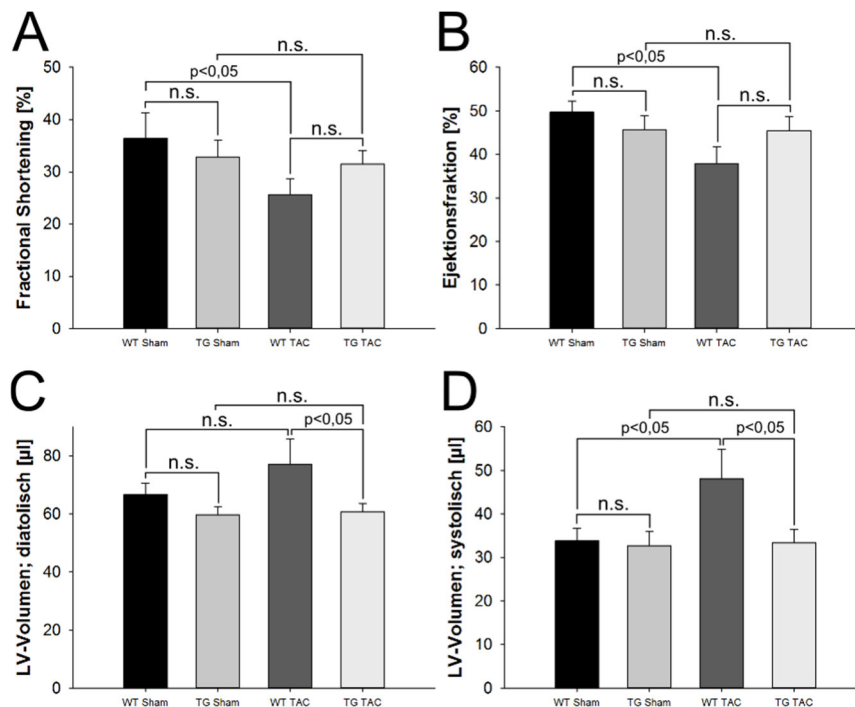 A
n.s.
p<0,05
n.s.
n.s.
Fractional Shortening [%]
50
40
30
20
10
0
WT Sham TG Sham WT TAC TG TAC
B
n.s.
p<0,05
n.s.
n.s.
Ejektionsfraktion [%]
60
50
40
30
20
10
0
WT Sham TG Sham WT TAC TG TAC
C
n.s.
n.s.
p<0,05
n.s.
LV-Volumen; diatolisch [µl]
80
60
40
20
0
WT Sham TG Sham WT TAC TG TAC
D
n.s.
p<0,05
p<0,05
n.s.
LV-Volumen; systolisch [µl]
60
50
40
30
20
10
0
WT Sham TG Sham WT TAC TG TAC